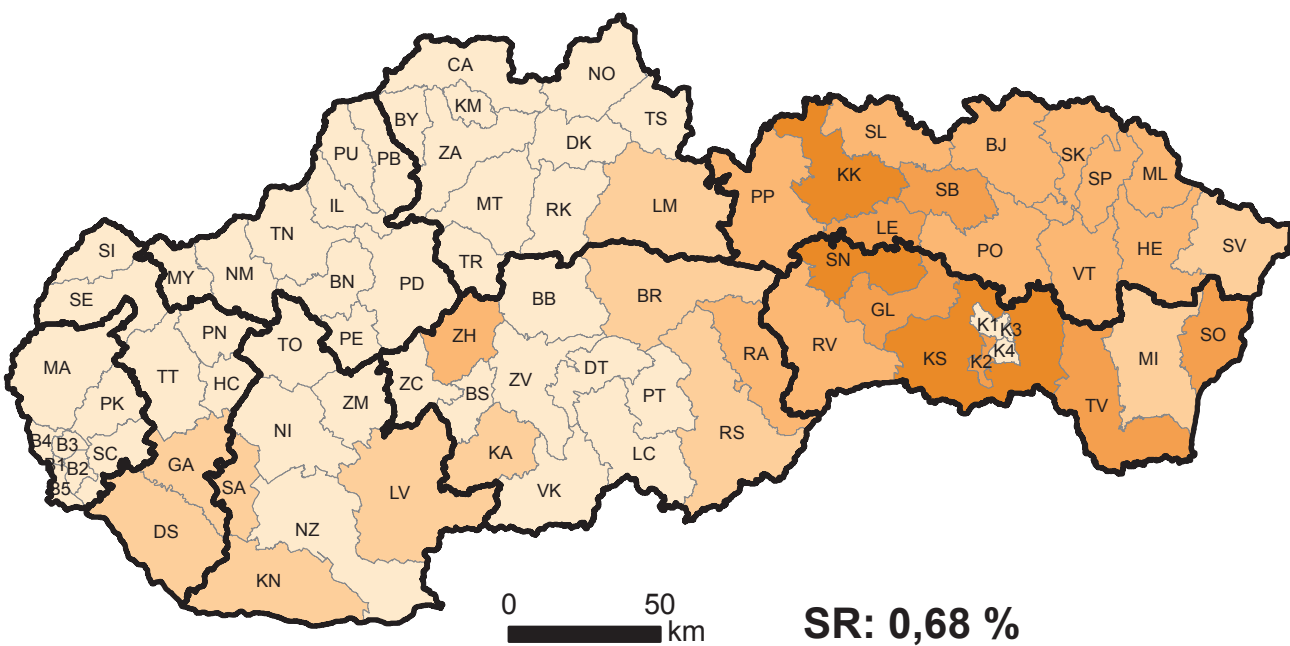 CA
NO
KM
BY
TS
PU
PB
ZA
DK
SL
BJ
SK
SP
ML
KK
SB
PP
MT
RK
LM
IL
TN
LE
PO
HE
SV
SI
MY
NM
BN
PD
TR
SN
VT
SE
PE
BB
BR
GL
PN
TO
ZH
RV
KS
K1
K3
K4
K2
MI
SO
MA
TT
HC
ZC
BS
ZV
DT
PT
RA
PK
ZM
NI
TV
B4
B3
SC
B1
B2
B5
GA
SA
KA
LC
RS
LV
VK
DS
NZ
KN
0 50
km
SR: 0,68 %